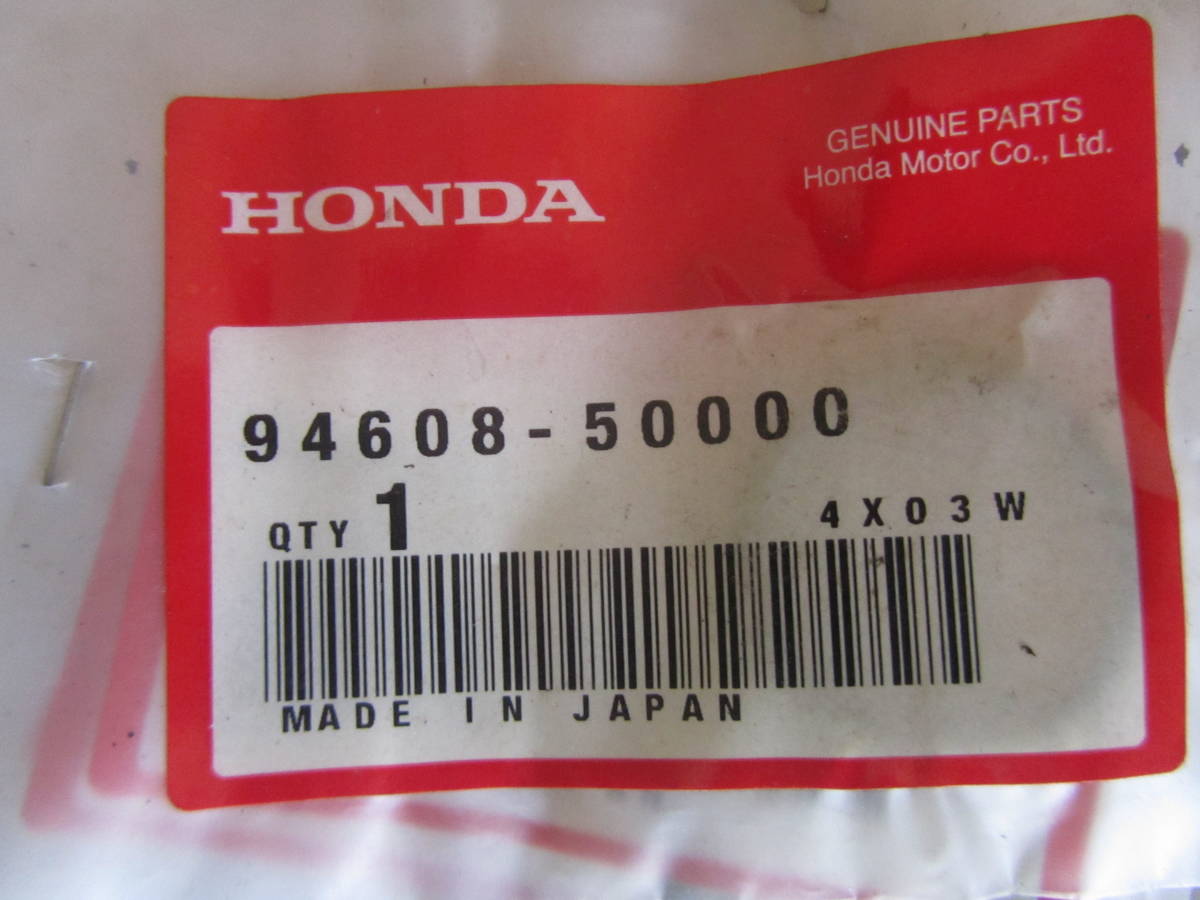 GENUINE PARTS
Honda Motor Co., Ltd.
HONDA
94608-50000
QTY 1 4X03W
MADE IN JAPAN